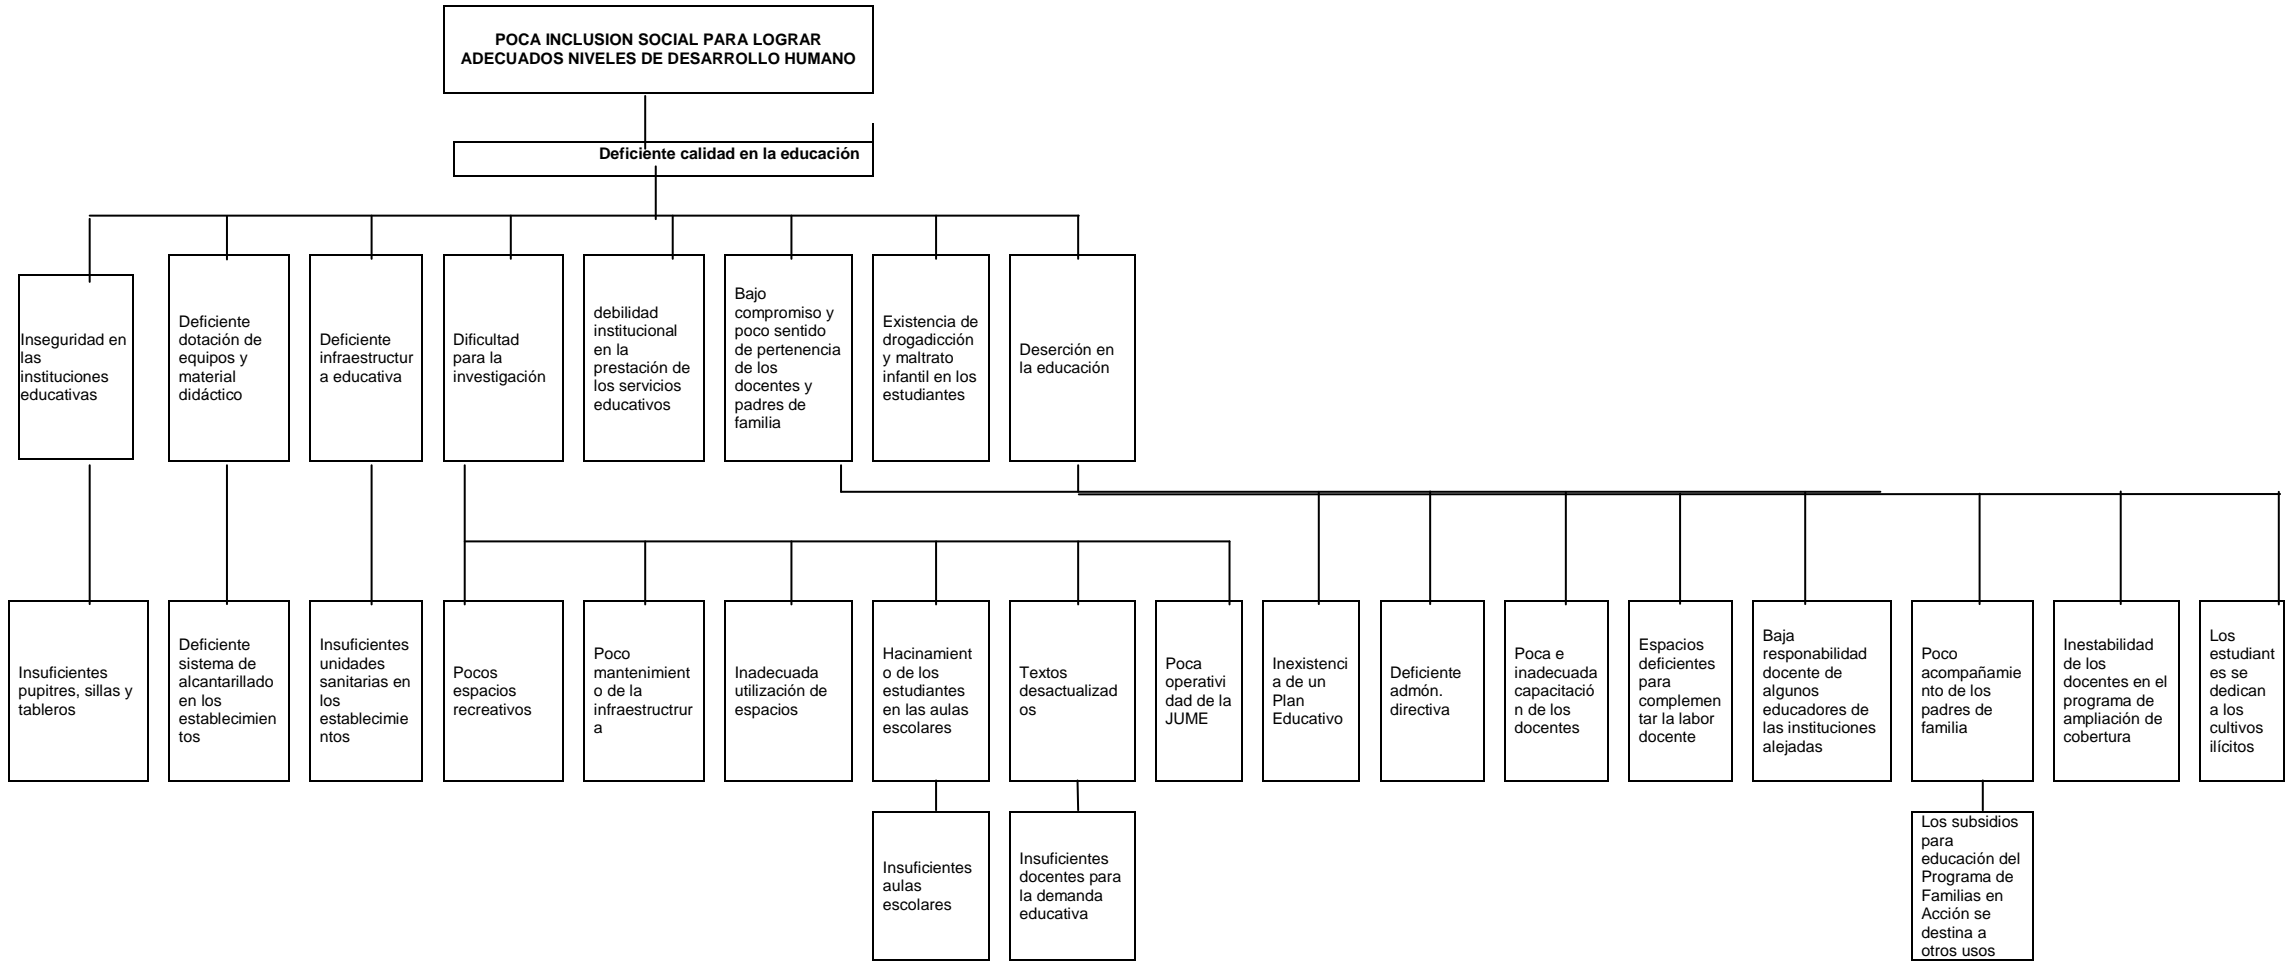 POCA INCLUSION SOCIAL PARA LOGRAR
ADECUADOS NIVELES DE DESARROLLO HUMANO
Deficiente calidad en la educación
Inseguridad en
las
instituciones
educativas
Deficiente
dotación de
equipos y
material
didáctico
Deficiente
infraestructur
a educativa
Dificultad
para la
investigación
debilidad
institucional
en la
prestación de
los servicios
educativos
Bajo
compromiso y
poco sentido
de pertenencia
de los
docentes y
padres de
familia
Existencia de
drogadicción
y maltrato
infantil en los
estudiantes
Deserción en
la educación
Insuficientes
pupitres, sillas y
tableros
Deficiente
sistema de
alcantarillado
en los
establecimien
tos
Insuficientes
unidades
sanitarias en
los
establecimie
ntos
Pocos
espacios
recreativos
Poco
mantenimient
o de la
infraestructrur
a
Inadecuada
utilización de
espacios
Hacinamient
o de los
estudiantes
en las aulas
escolares
Textos
desactualizad
os
Poca
operativi
dad de la
JUME
Inexistenci
a de un
Plan
Educativo
Deficiente
admón.
directiva
Poca e
inadecuada
capacitació
n de los
docentes
Espacios
deficientes
para
complemen
tar la labor
docente
Baja
responabilidad
docente de
algunos
educadores de
las instituciones
alejadas
Poco
acompañamie
nto de los
padres de
familia
Inestabilidad
de los
docentes en el
programa de
ampliación de
cobertura
Los
estudiant
es se
dedican
a los
cultivos
ilícitos
Insuficientes
aulas
escolares
Insuficientes
docentes para
la demanda
educativa
Los subsidios
para
educación del
Programa de
Familias en
Acción se
destina a
otros usos